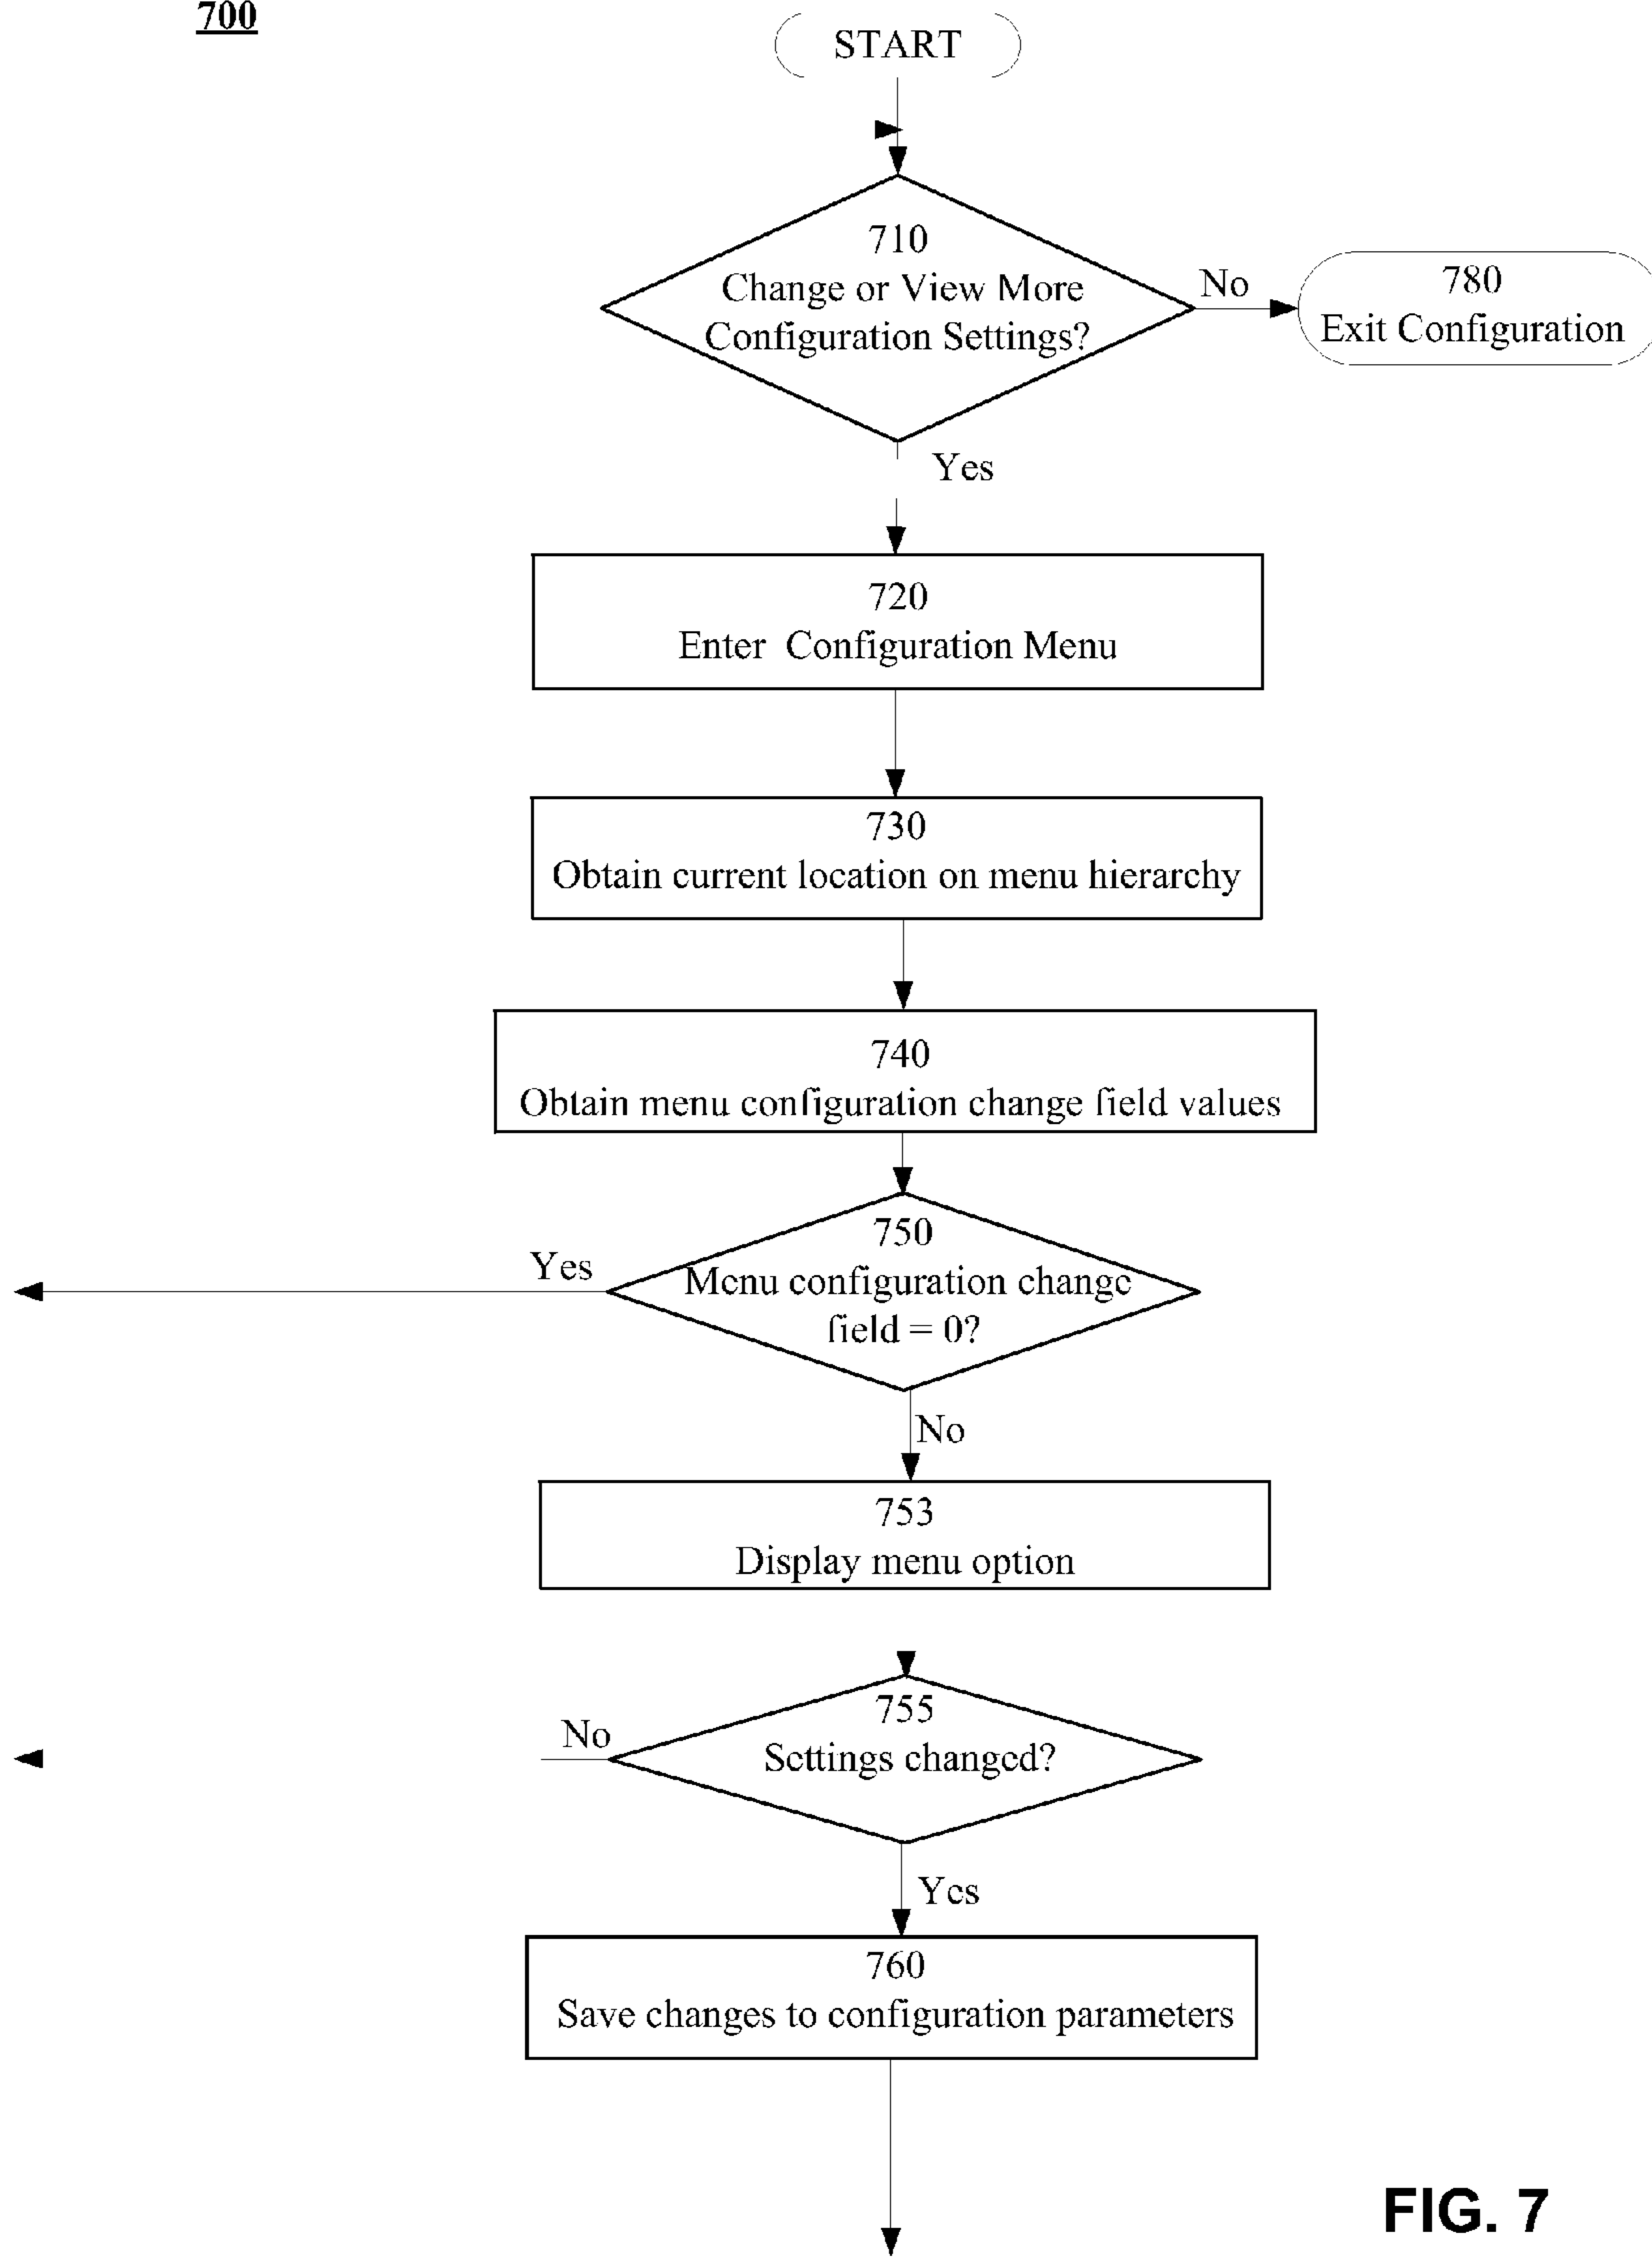 700
START
710
Change or View More
Configuration Settings?
No
780
Exit Configuration
Yes
720
Enter Configuration Menu
730
Obtain current location on menu hierarchy
740
Obtain menu configuration change field values
750
Menu configuration change
field = 0?
Yes
No
753
Display menu option
755
Settings changed?
No
Yes
760
Save changes to configuration parameters
FIG. 7